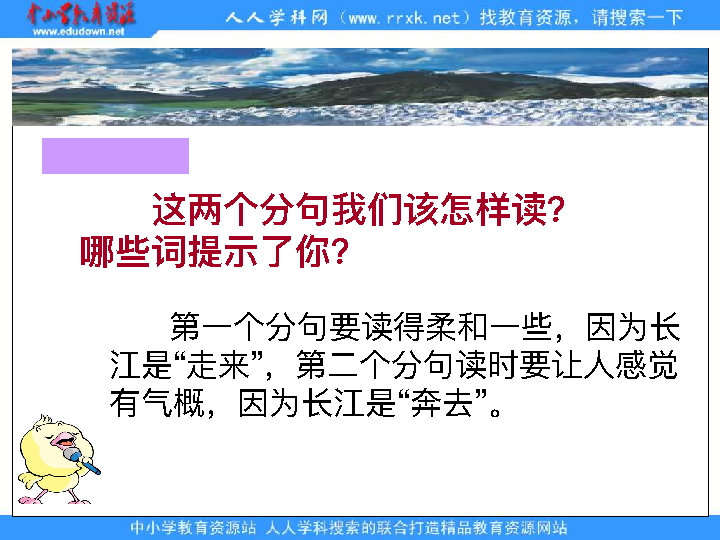 中小学教育资源
www.edudown.net
人人学科网（www.rrxk.net）找教育资源，请搜索一下
这两个分句我们该怎样读？
哪些词提示了你？
第一个分句要读得柔和一些，因为长
江是“走来”，第二个分句读时要让人感觉
有气概，因为长江是“奔去”。
中小学教育资源站 人人学科搜索的联合打造精品教育资源网站